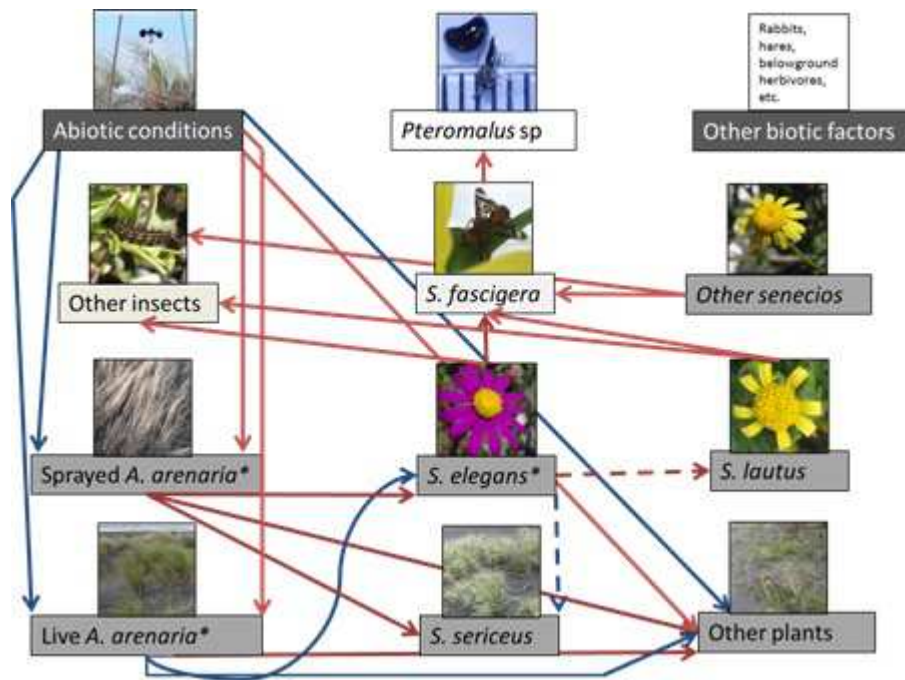 Rabbits,
hares,
belowground
herbivores,
etc.
Abiotic conditions
Pteromalus sp
Other biotic factors
Other insects
S. fascigera
Other senecios
Sprayed A. arenaria*
S. elegans*
S. lautus
Live A. arenaria*
S. sericeus
Other plants